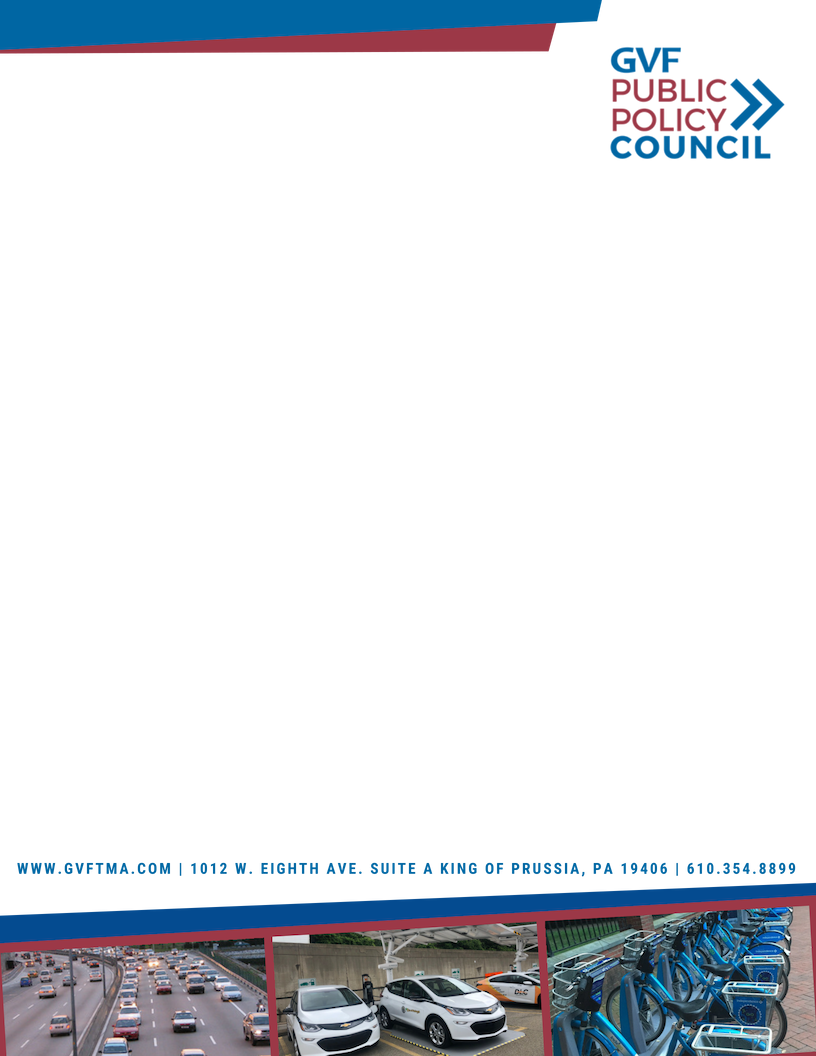 GVF
PUBLIC
POLICY
COUNCIL
WWW.GVFTMA.COM | 1012 W. EIGHTH AVE. SUITE A KING OF PRUSSIA, PA 19406 | 610.354.8899
DLC